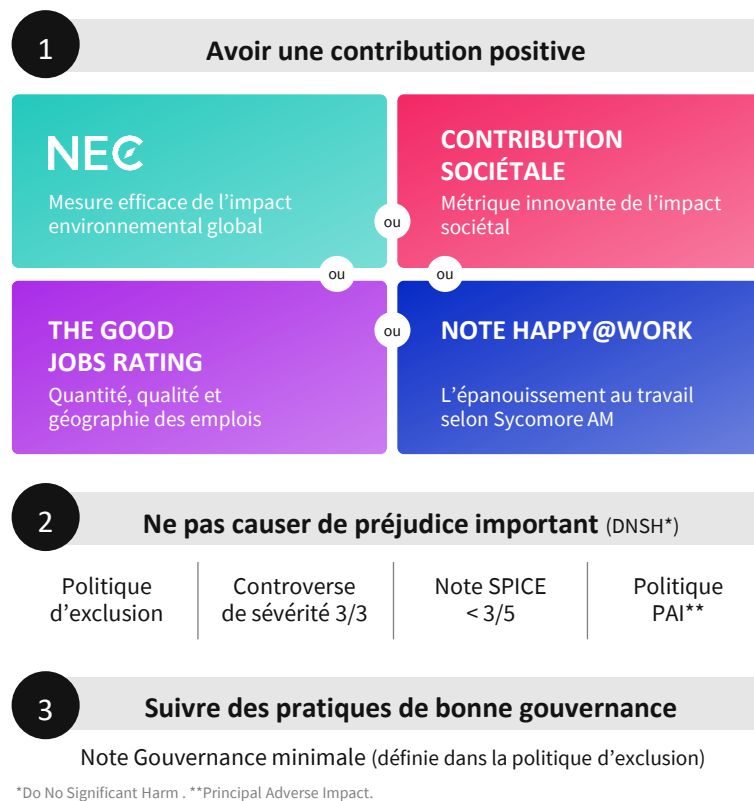 1
Avoir une contribution positive
NEC
Mesure efficace de l’impact
environnemental global
CONTRIBUTION
SOCIÉTALE
Métrique innovante de l’impact
sociétal
ou
ou
ou
THE GOOD
JOBS RATING
Quantité, qualité et
géographie des emplois
ou
NOTE HAPPY@WORK
L’épanouissement au travail
selon Sycomore AM
2
Ne pas causer de préjudice important (DNSH*)
Politique
d’exclusion
Controverse
de sévérité 3/3
Note SPICE
< 3/5
Politique
PAI**
3
Suivre des pratiques de bonne gouvernance
Note Gouvernance minimale (définie dans la politique d’exclusion)
*Do No Significant Harm . **Principal Adverse Impact.